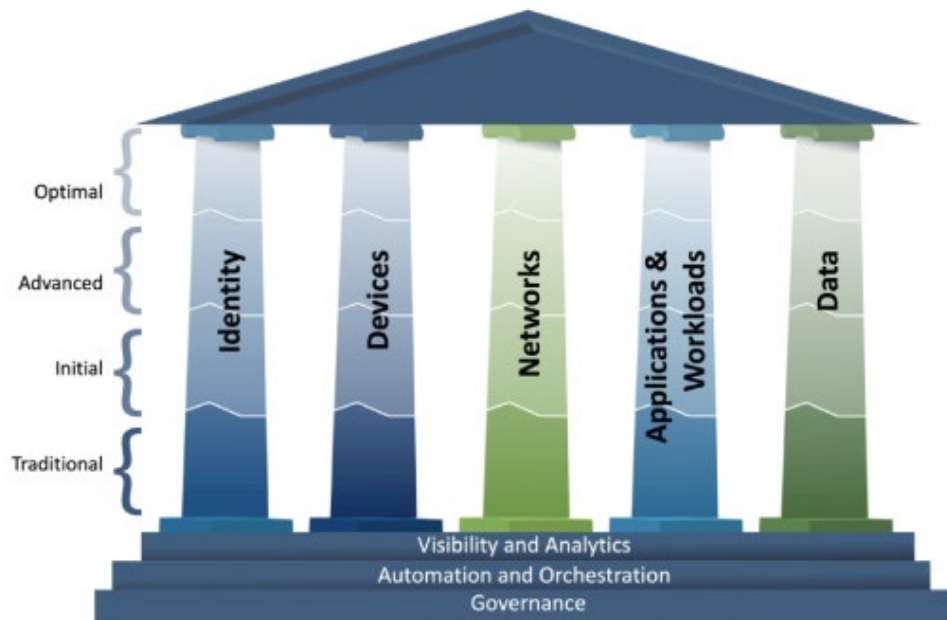 Optimal
Advanced
Initial
Traditional
Identity
Devices
Networks
Applications &
Workloads
Data
Visibility and Analytics
Automation and Orchestration
Governance